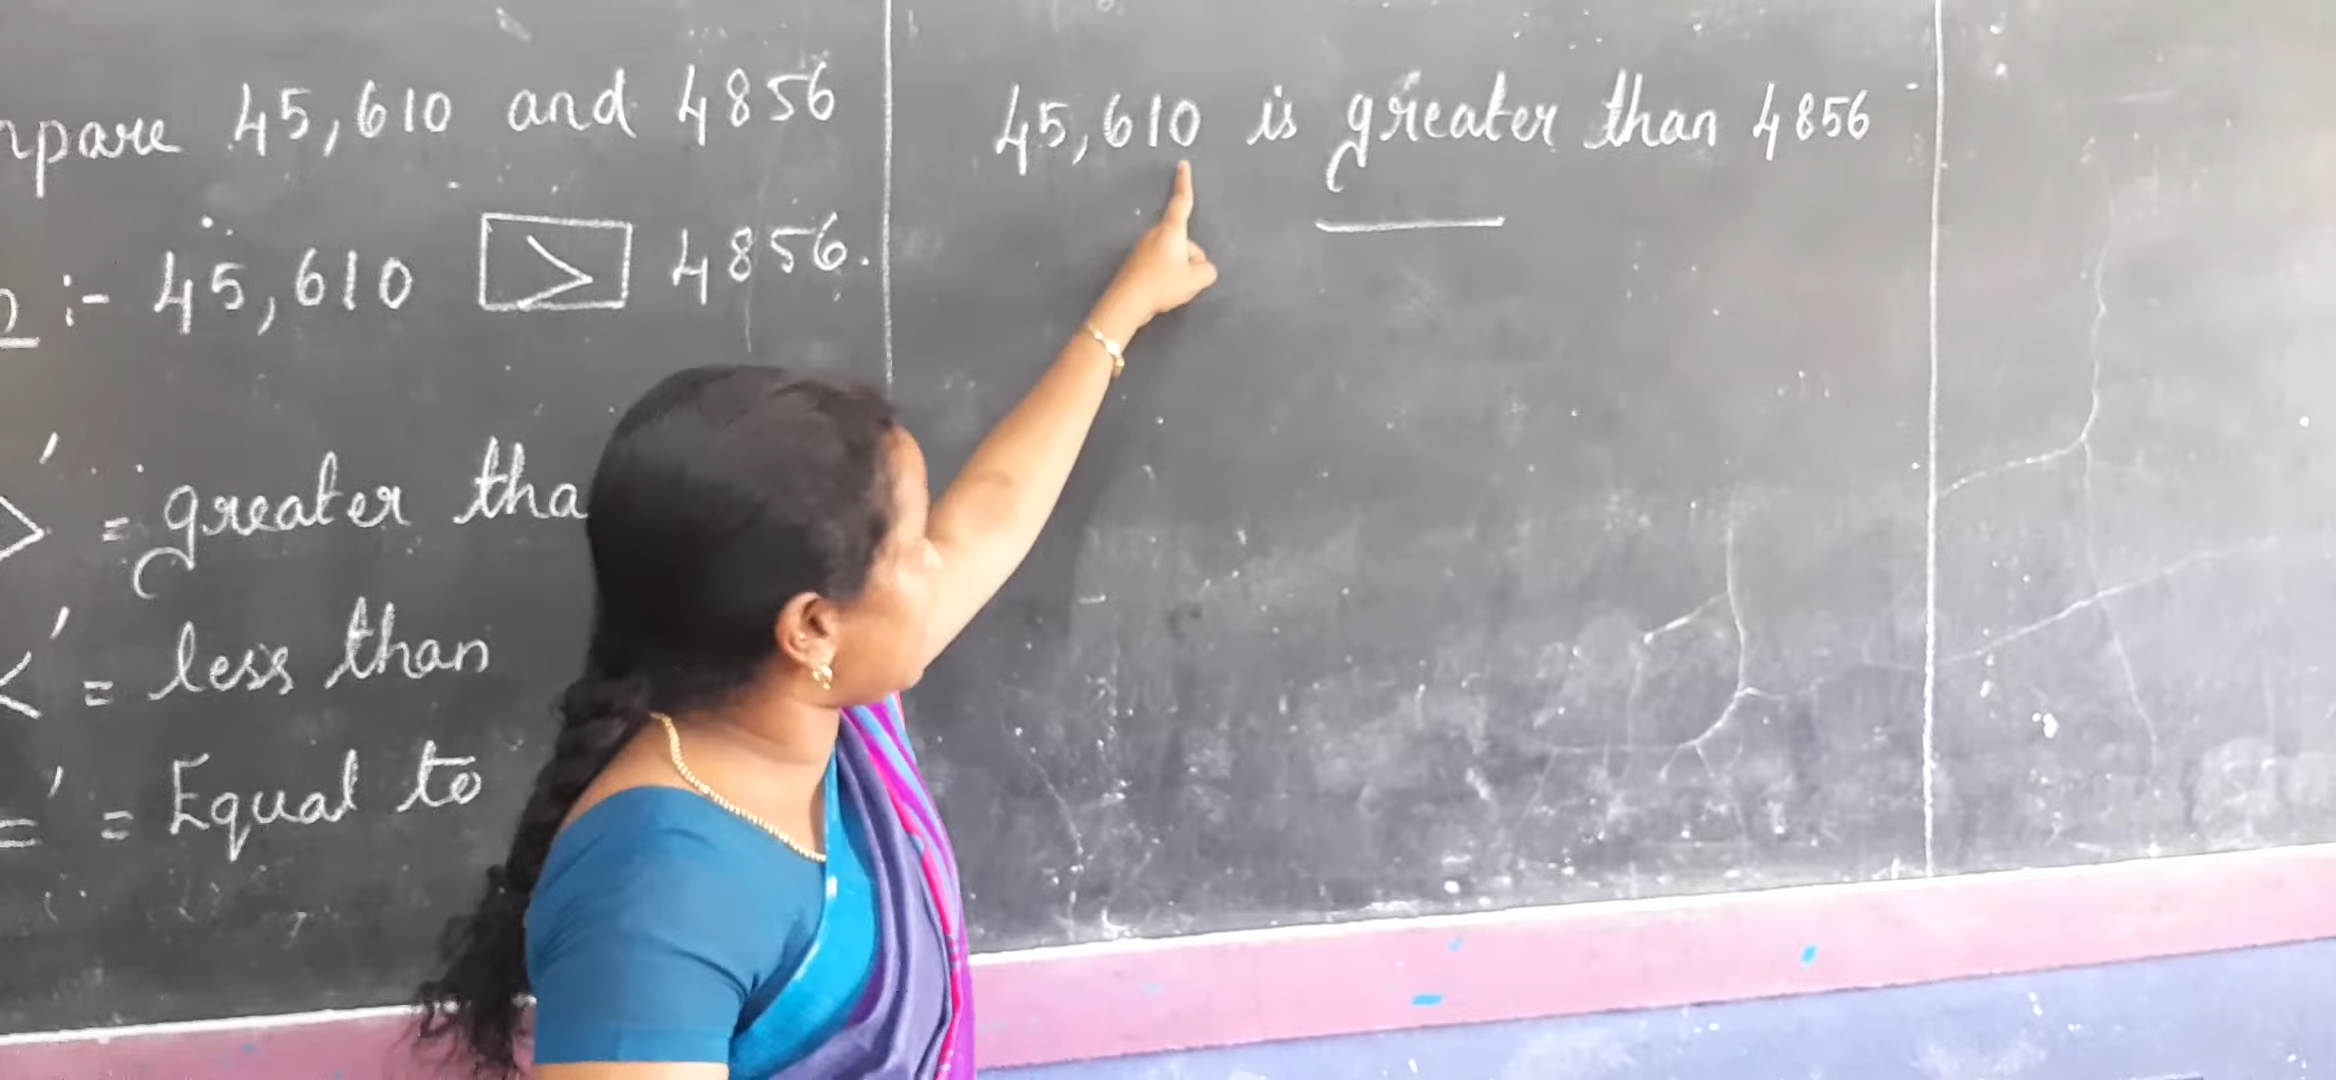 mpare 45,610 and 4856
:- 45,610 > 4856.
>' = greater tha
<' = less than
=' = Equal to
45,610 is greater than 4856